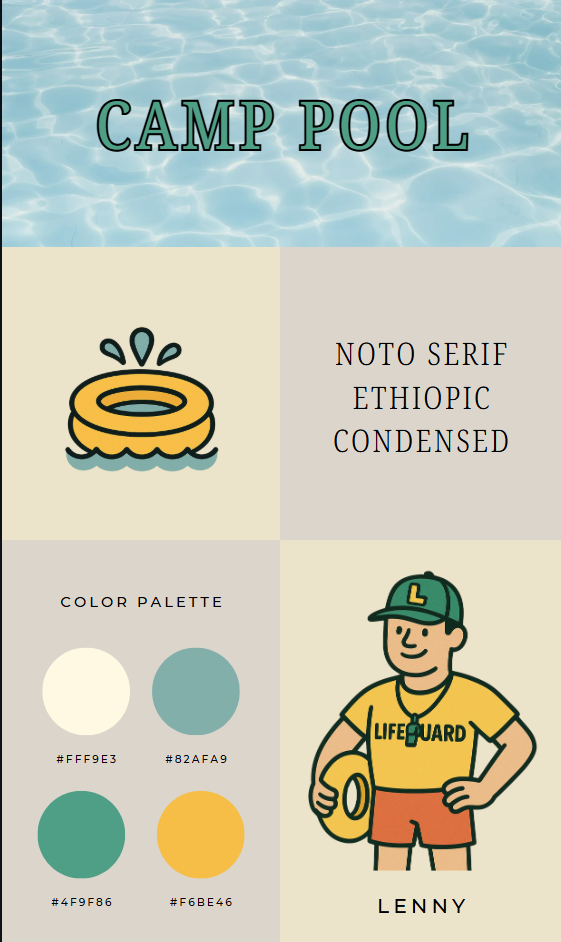 CAMP POOL
NOTO SERIF
ETHIOPIC
CONDENSED
COLOR PALETTE
#FFF9E3 #82AFA9
#4F9F86 #F6BE46
L
LIFEGUARD
LENNY